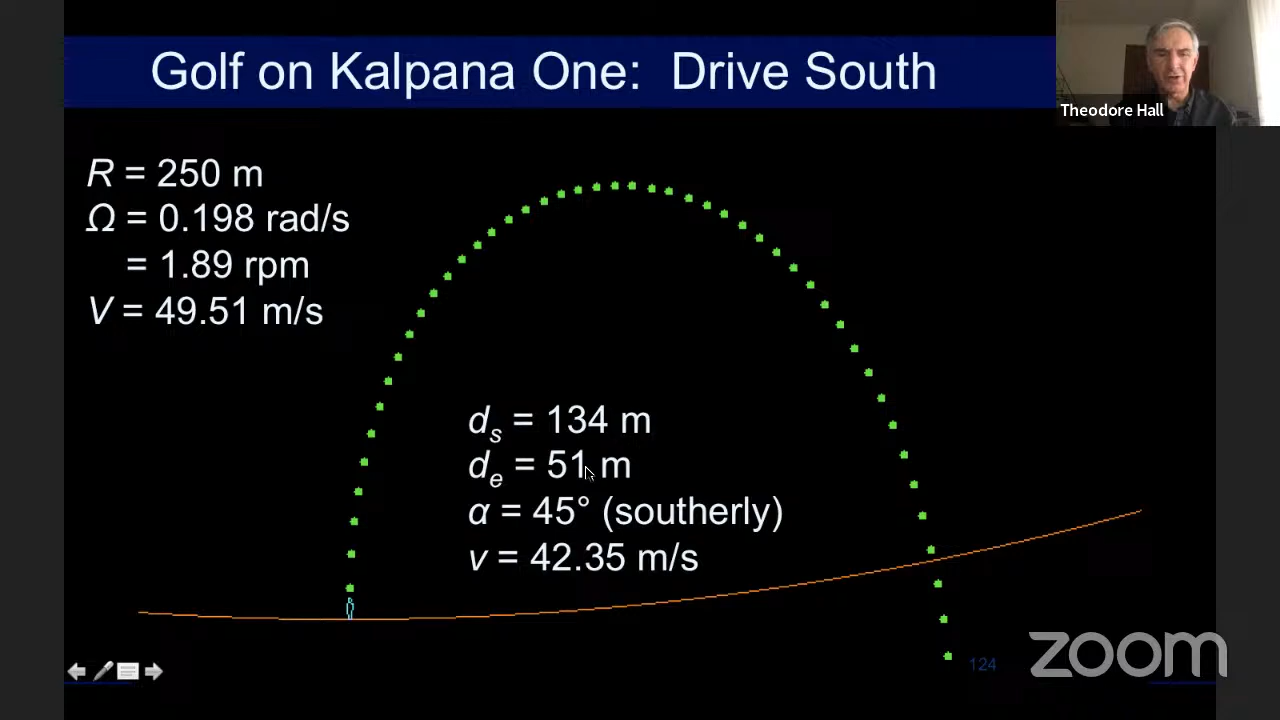 Golf on Kalpana One: Drive South
Theodore Hall
R = 250 m
Ω = 0.198 rad/s
= 1.89 rpm
V = 49.51 m/s
ds = 134 m
de = 51 m
α = 45° (southerly)
v = 42.35 m/s
124
zoom